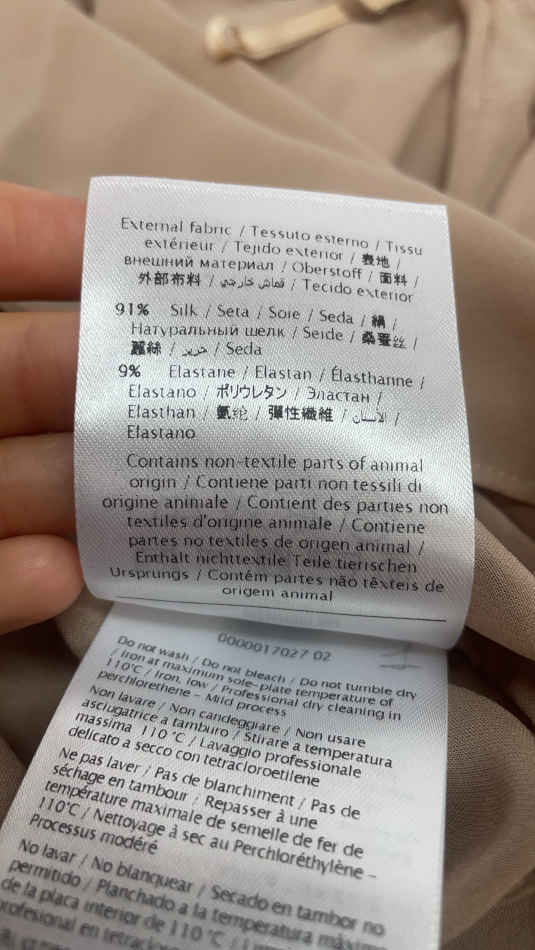 External fabric / Tessuto esterno / Tissu
extérieur / Tejido exterior / 表地 /
внешний материал / Oberstoff / 面料 /
外部布料 / قماش خارجي / Tecido exterior
91% Silk / Seta / Soie / Seda / 絹 /
Натуральный шелк / Seide / 桑蚕丝 /
蠶絲 / حرير / Seda
9% Elastane / Elastan / Élasthanne /
Elastano / ポリウレタン / Эластан /
Elasthan / 氨纶 / 彈性纖維 / الأستان /
Elastano
Contains non-textile parts of animal
origin / Contiene parti non tessili di
origine animale / Contient des parties non
textiles d'origine animale / Contiene
partes no textiles de origen animal /
Enthält nichttextile Teile tierischen
Ursprungs / Contém partes não têxteis de
origem animal
0000017027 02
Do not wash / Do not bleach / Do not tumble dry
/ Iron at maximum sole-plate temperature of
110°C / Iron, low / Professional dry cleaning in
perchlorethene - Mild process
Non lavare / Non candeggiare / Non usare
asciugatrice a tamburo / Stirare a temperatura
massima 110 °C / Lavaggio professionale
delicato a secco con tetracloroetilene
Ne pas laver / Pas de blanchiment / Pas de
séchage en tambour / Repasser à une
température maximale de semelle de fer de
110°C / Nettoyage à sec au Perchloréthylène -
Processus modéré
No lavar / No blanquear / Secado en tambor no
permitido / Planchado a la temperatura máxima
de la placa interior de 110 °C /
profesional en